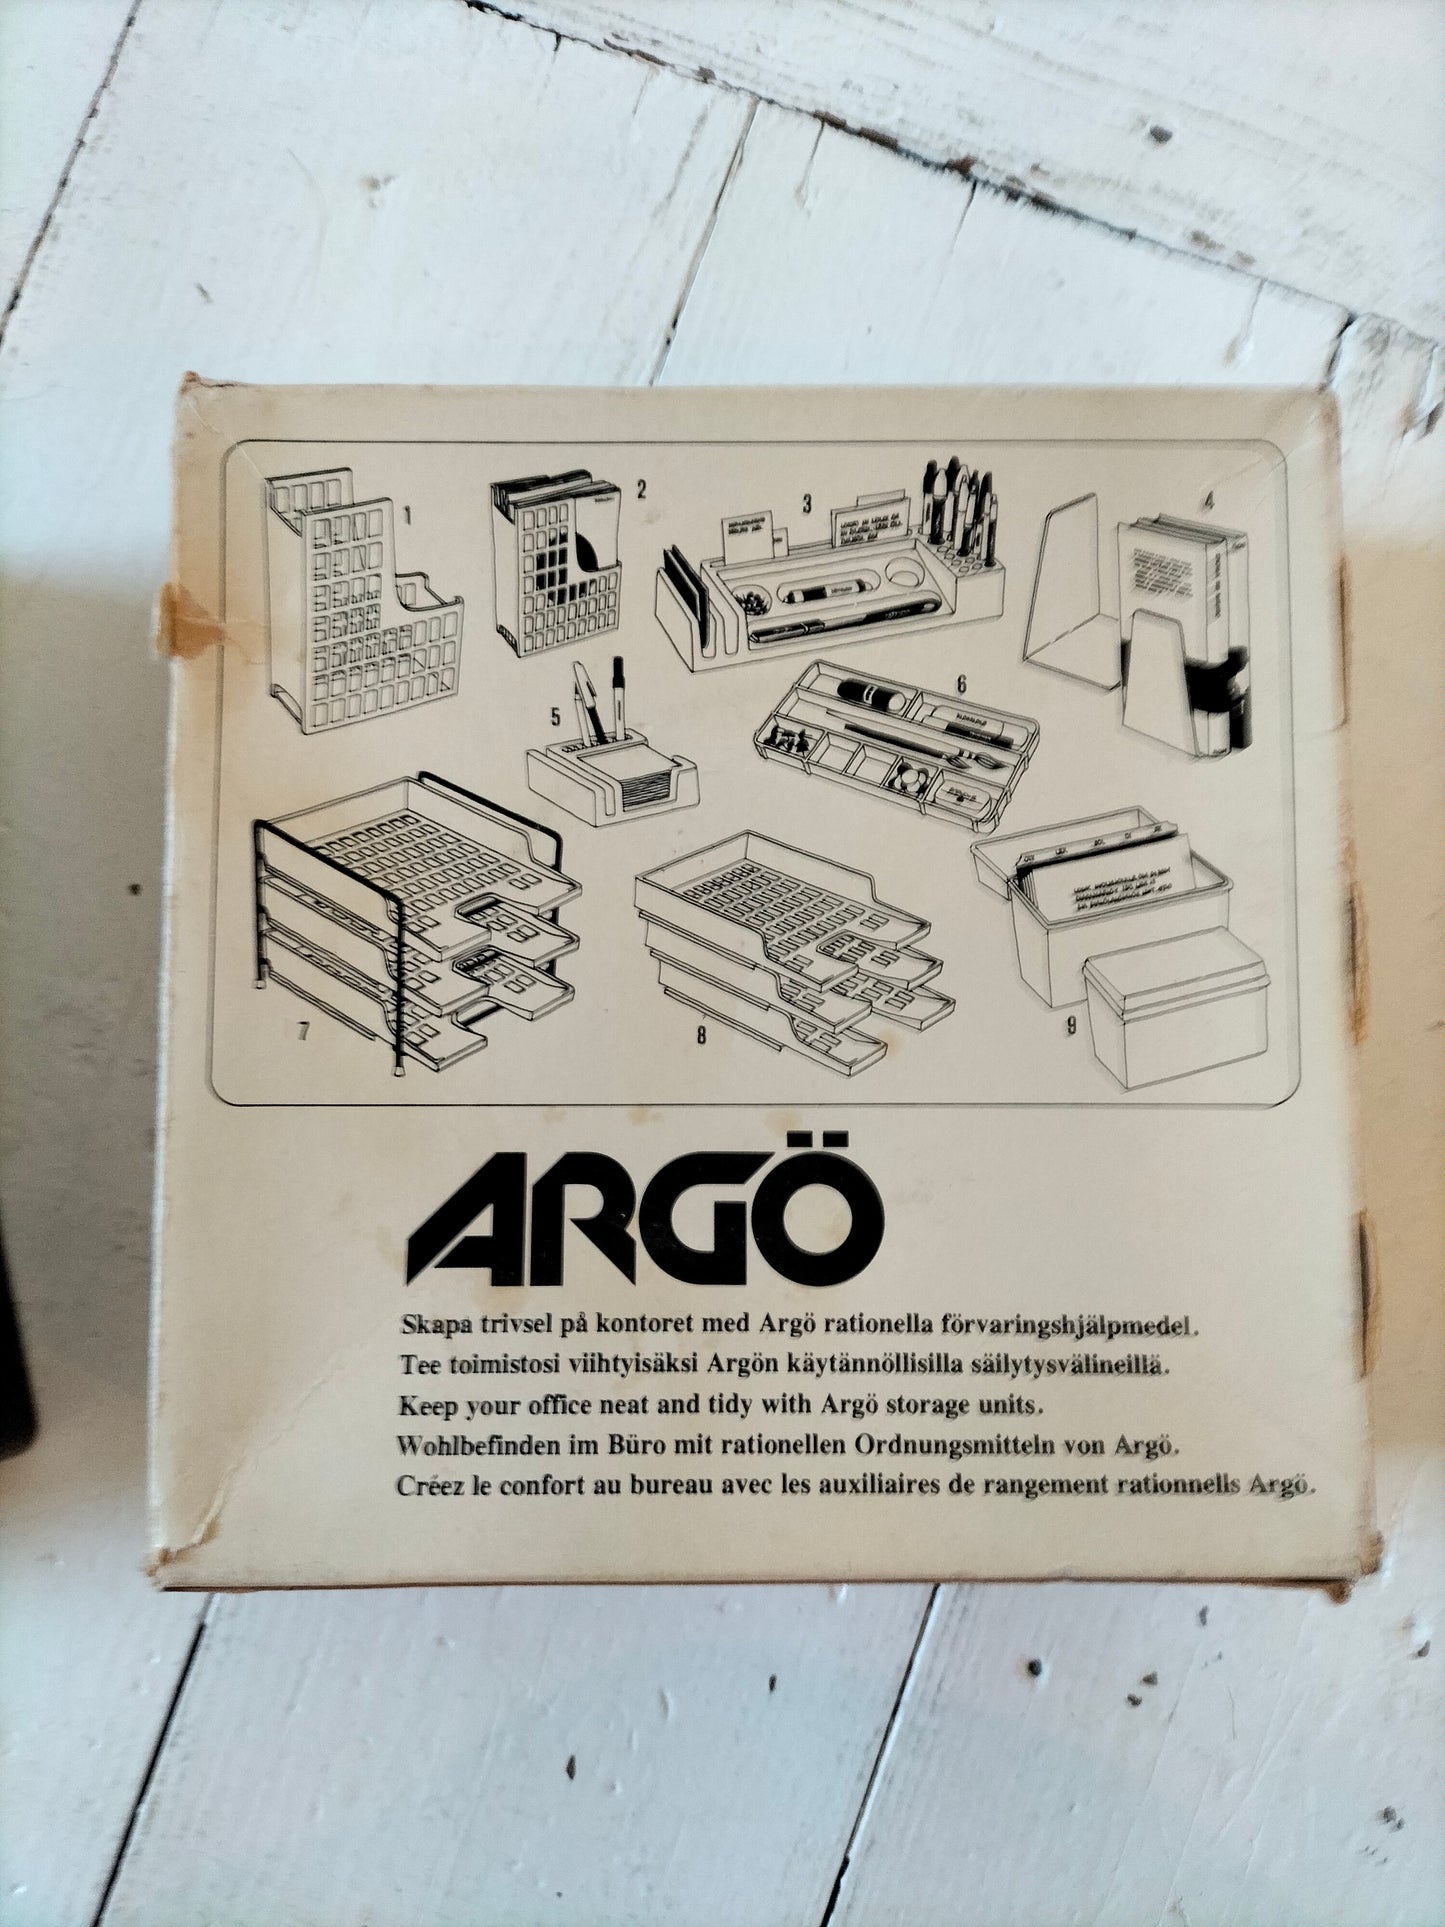 1
2
3
4
5
6
7
8
9
ARGÖ
Skapa trivsel på kontoret med Argö rationella förvaringshjälpmedel.
Tee toimistosi viihtyisäksi Argön käytännöllisilla säilytysvälineillä.
Keep your office neat and tidy with Argö storage units.
Wohlbefinden im Büro mit rationellen Ordnungsmitteln von Argö.
Créez le confort au bureau avec les auxiliaires de rangement rationnells Argö.